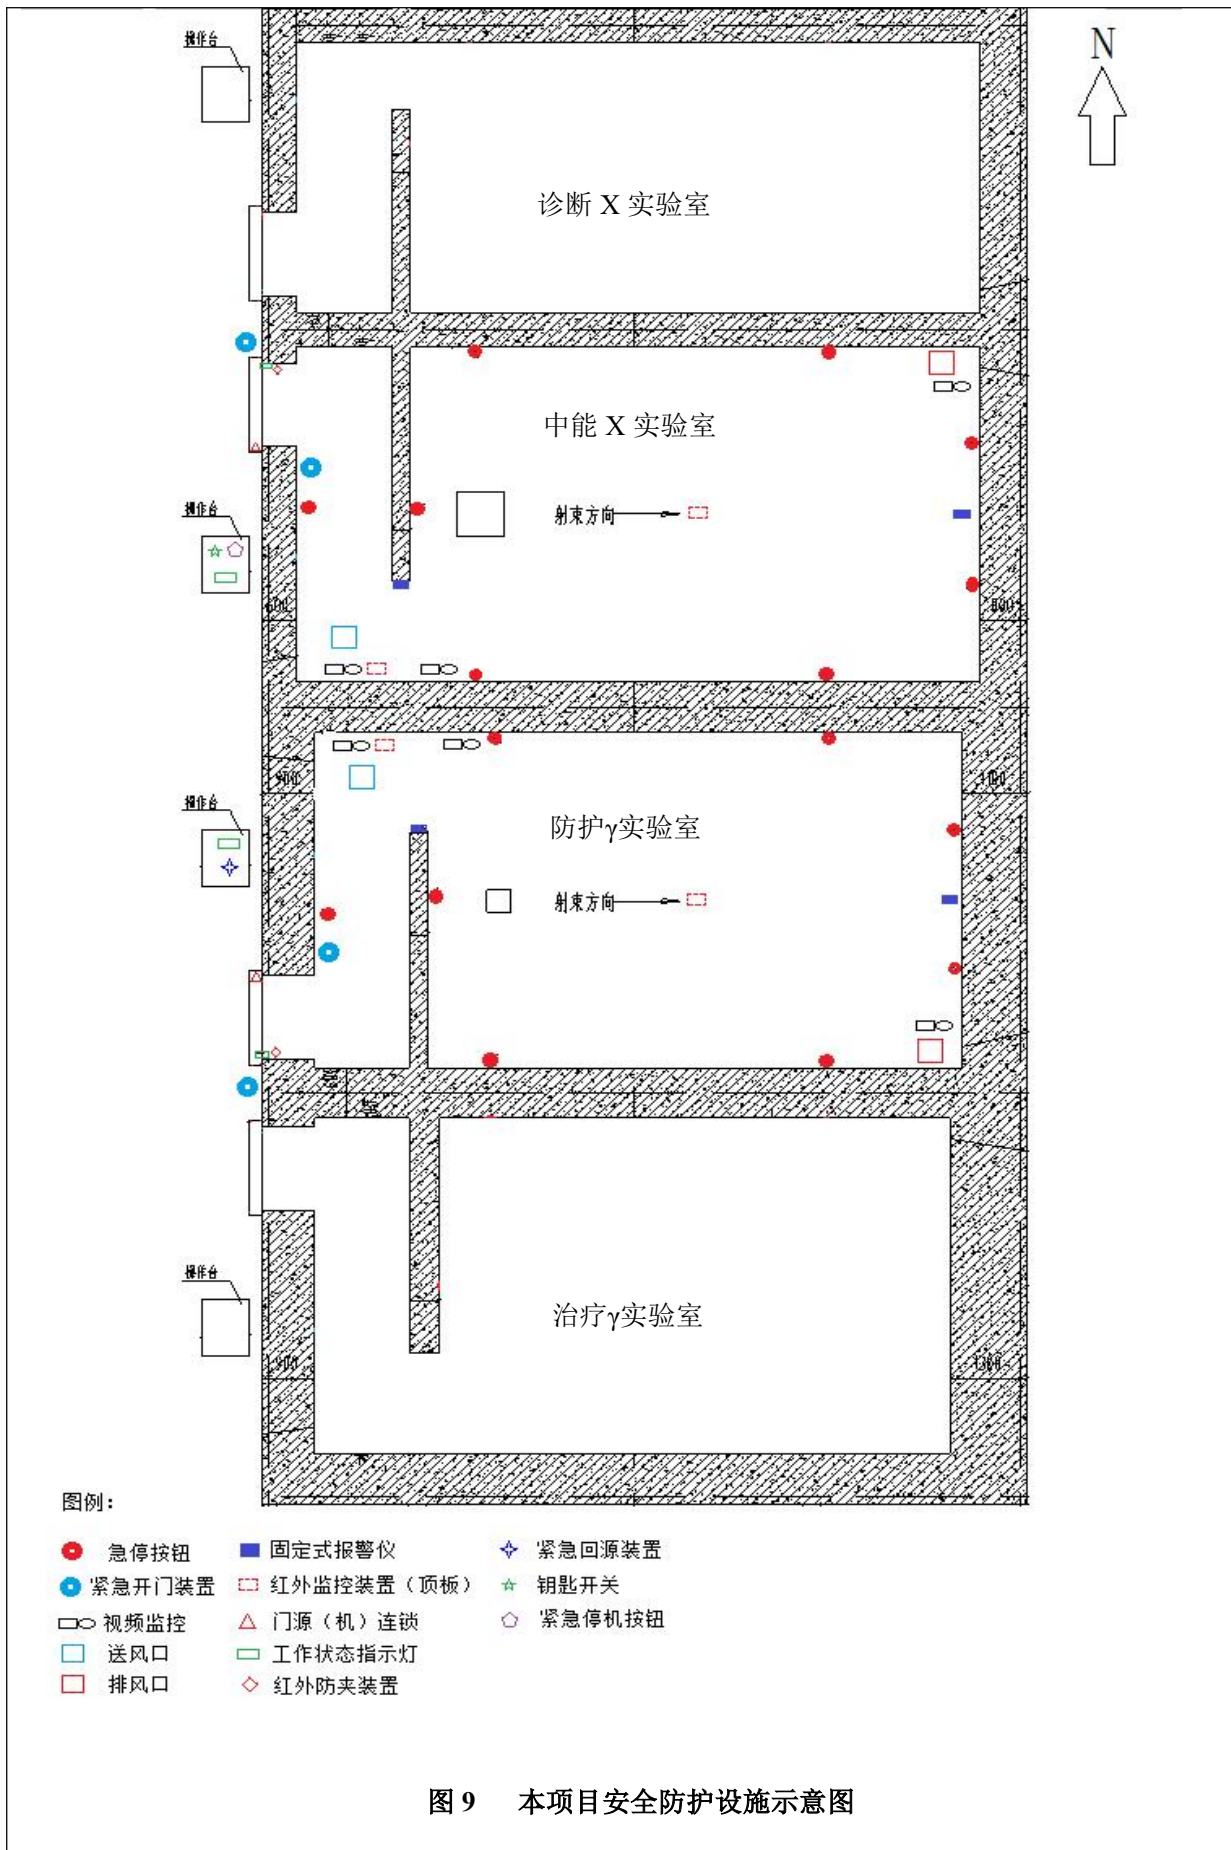 操作台
N
诊断 X 实验室
中能 X 实验室
操作台
射束方向
600
800
900
1100
操作台
防护γ实验室
射束方向
操作台
治疗γ实验室
900
1300
图例：
急停按钮
固定式报警仪
紧急回源装置
紧急开门装置
红外监控装置（顶板）
钥匙开关
视频监控
门源（机）连锁
紧急停机按钮
送风口
工作状态指示灯
排风口
红外防夹装置
图 9 本项目安全防护设施示意图